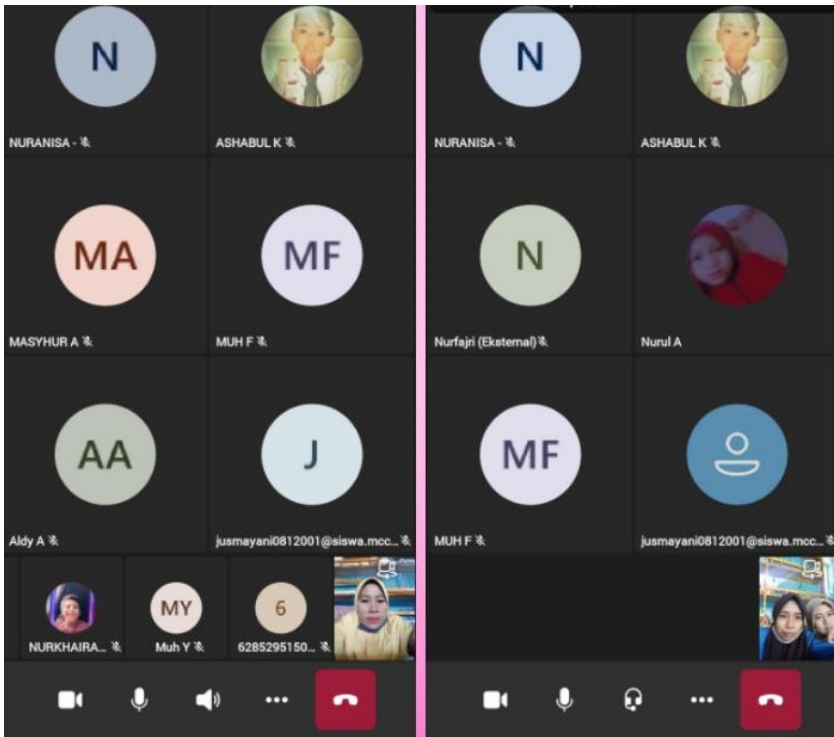 N
NURANISA -
ASHABUL K
MA
MF
MASYHUR A
MUH F
AA
J
Aldy A
jusmayani0812001@siswa.mcc...
MY
6
NURKHAIRA...
Muh Y
6285295150...
N
NURANISA -
ASHABUL K
N
Nurfajri (Eksternal)
Nurul A
MF
MUH F
jusmayani0812001@siswa.mcc...